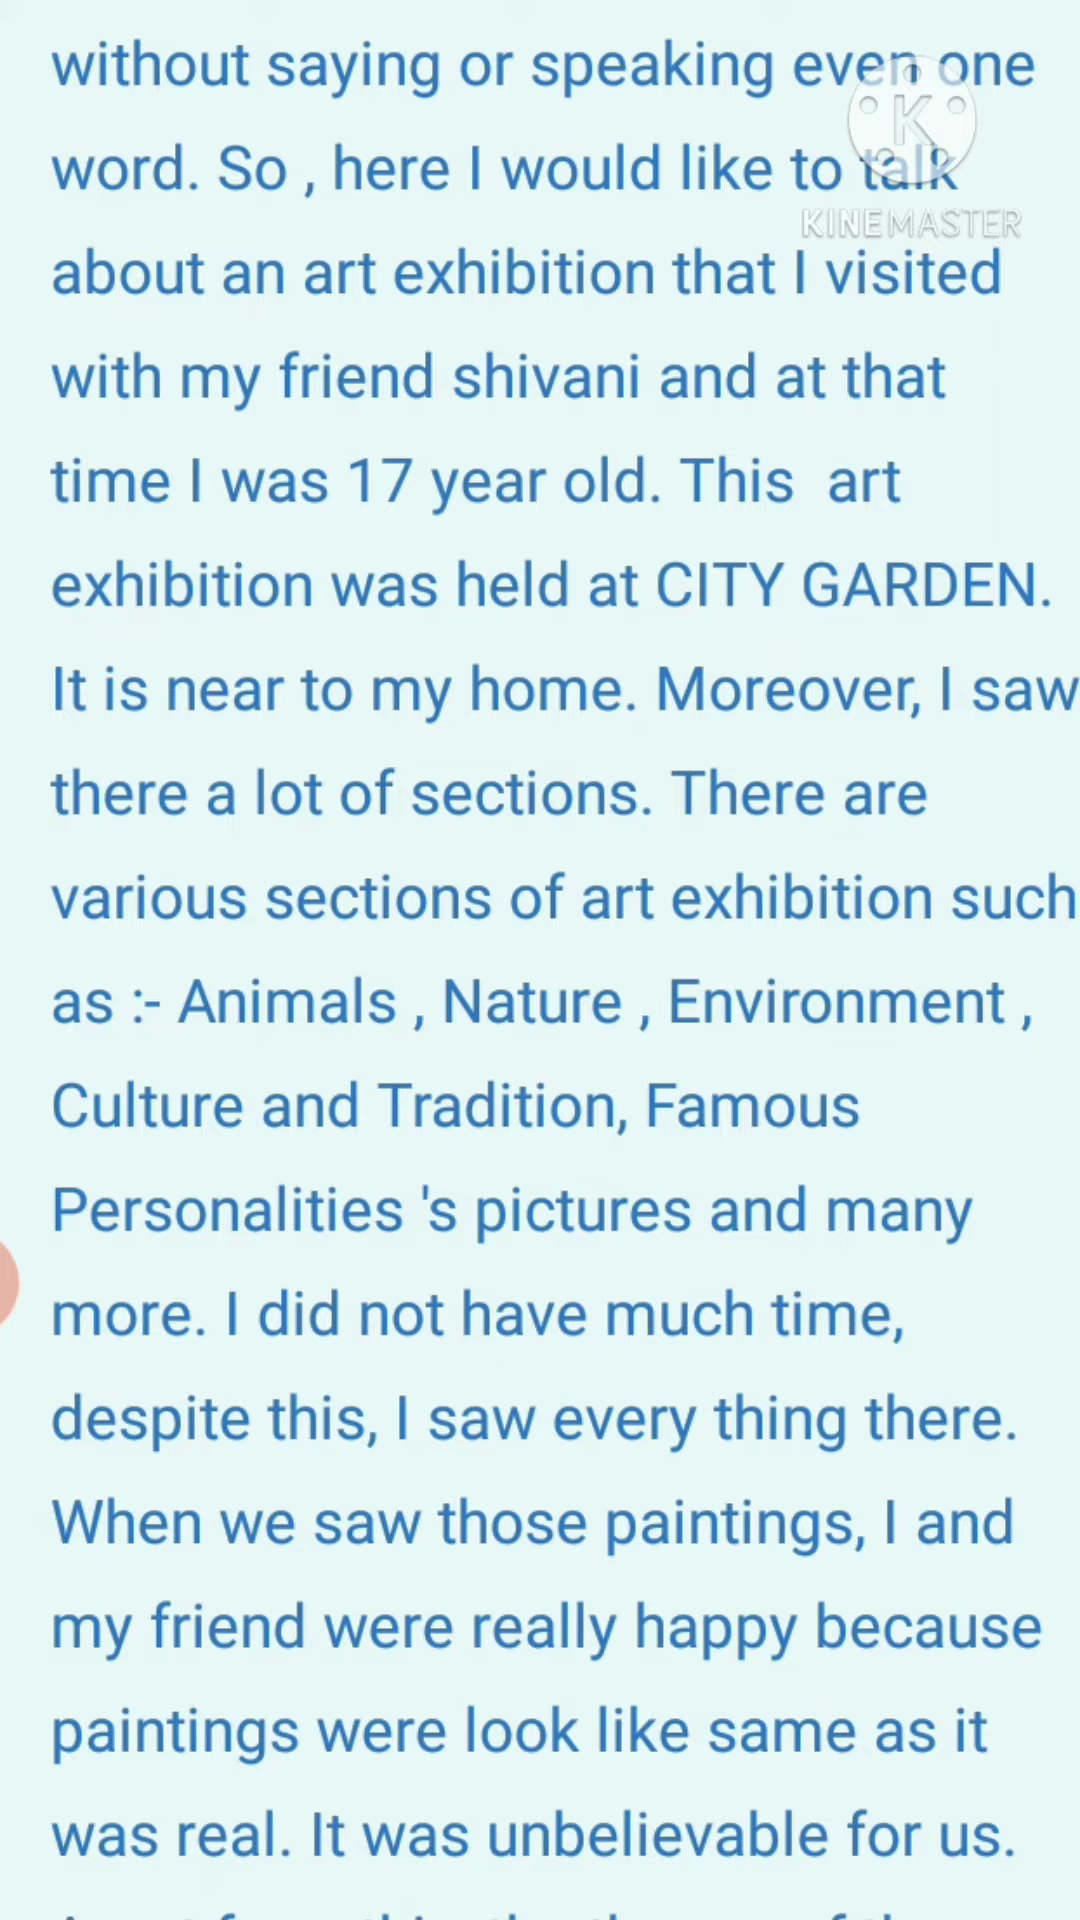 without saying or speaking even one
word. So , here I would like to talk
KINEMASTER
about an art exhibition that I visited
with my friend shivani and at that
time I was 17 year old. This  art
exhibition was held at CITY GARDEN.
It is near to my home. Moreover, I saw
there a lot of sections. There are
various sections of art exhibition such
as :- Animals , Nature , Environment ,
Culture and Tradition, Famous
Personalities 's pictures and many
more. I did not have much time,
despite this, I saw every thing there.
When we saw those paintings, I and
my friend were really happy because
paintings were look like same as it
was real. It was unbelievable for us.